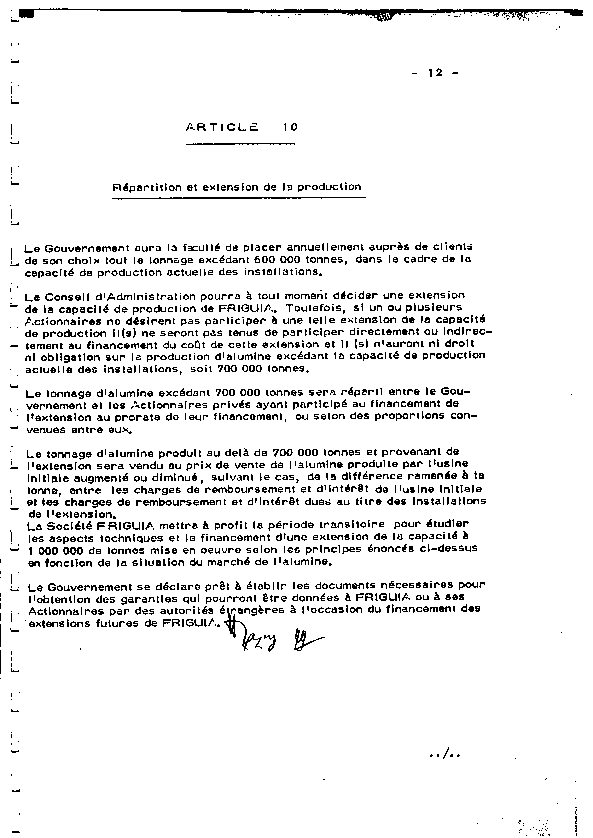 - 12 -
ARTICLE 10
Répartition et extension de la production
Le Gouvernement aura la faculté de placer annuellement auprès de clients
de son choix tout le tonnage excédant 600 000 tonnes, dans le cadre de la
capacité de production actuelle des installations.
Le Conseil d'Administration pourra à tout moment décider une extension
de la capacité de production de FRIGUIA. Toutefois, si un ou plusieurs
Actionnaires ne désirent pas participer à une telle extension de la capacité
de production il(s) ne seront pas tenus de participer directement ou indirec-
tement au financement du coût de cette extension et il (s) n'auront ni droit
ni obligation sur la production d'alumine excédant la capacité de production
actuelle des installations, soit 700 000 tonnes.
Le tonnage d'alumine excédant 700 000 tonnes sera réparti entre le Gou-
vernement et les Actionnaires privés ayant participé au financement de
l'extension au prorata de leur financement, ou selon des proportions con-
venues entre eux.
Le tonnage d'alumine produit au delà de 700 000 tonnes et provenant de
l'extension sera vendu au prix de vente de l'alumine produite par l'usine
initiale augmenté ou diminué, suivant le cas, de la différence ramenée à la
tonne, entre les charges de remboursement et d'intérêt de l'usine initiale
et les charges de remboursement et d'intérêt dues au titre des installations
de l'extension.
La Société FRIGUIA mettra à profit la période transitoire pour étudier
les aspects techniques et le financement d'une extension de la capacité à
1 000 000 de tonnes mise en oeuvre selon les principes énoncés ci-dessus
en fonction de la situation du marché de l'alumine.
Le Gouvernement se déclare prêt à établir les documents nécessaires pour
l'obtention des garanties qui pourront être données à FRIGUIA ou à ses
Actionnaires par des autorités étrangères à l'occasion du financement des
extensions futures de FRIGUIA.
../..